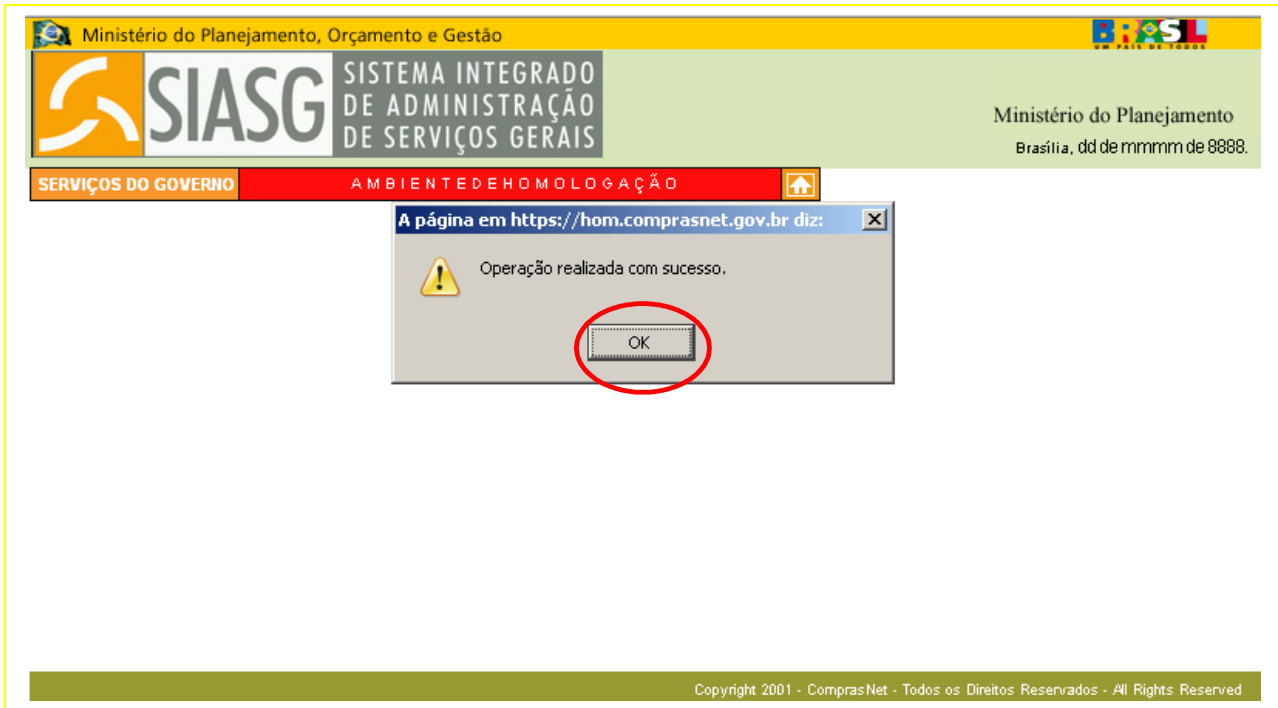 Ministério do Planejamento, Orçamento e Gestão
BRASIL
UM PAÍS DE TODOS
SIASG
SISTEMA INTEGRADO
DE ADMINISTRAÇÃO
DE SERVIÇOS GERAIS
Ministério do Planejamento
Brasília, dd de mmmm de 8888.
SERVIÇOS DO GOVERNO
A M B I E N T E D E H O M O L O G A Ç Ã O
A página em https://hom.comprasnet.gov.br diz:
Operação realizada com sucesso.
OK
Copyright 2001 - ComprasNet - Todos os Direitos Reservados - All Rights Reserved